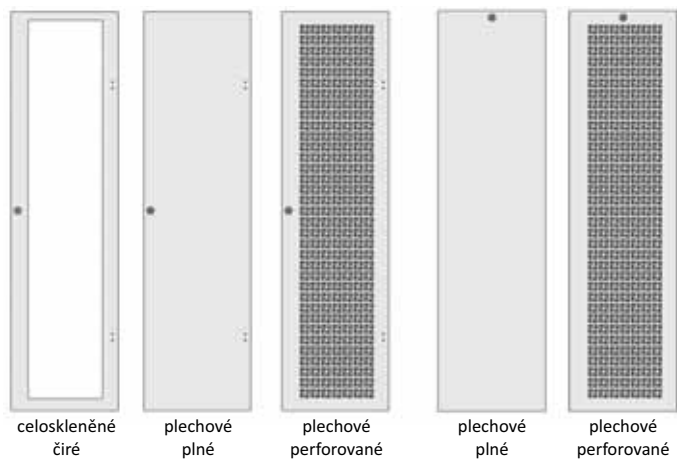 celoskleněné
čiré
plechové
plné
plechové
perforované
plechové
plné
plechové
perforované